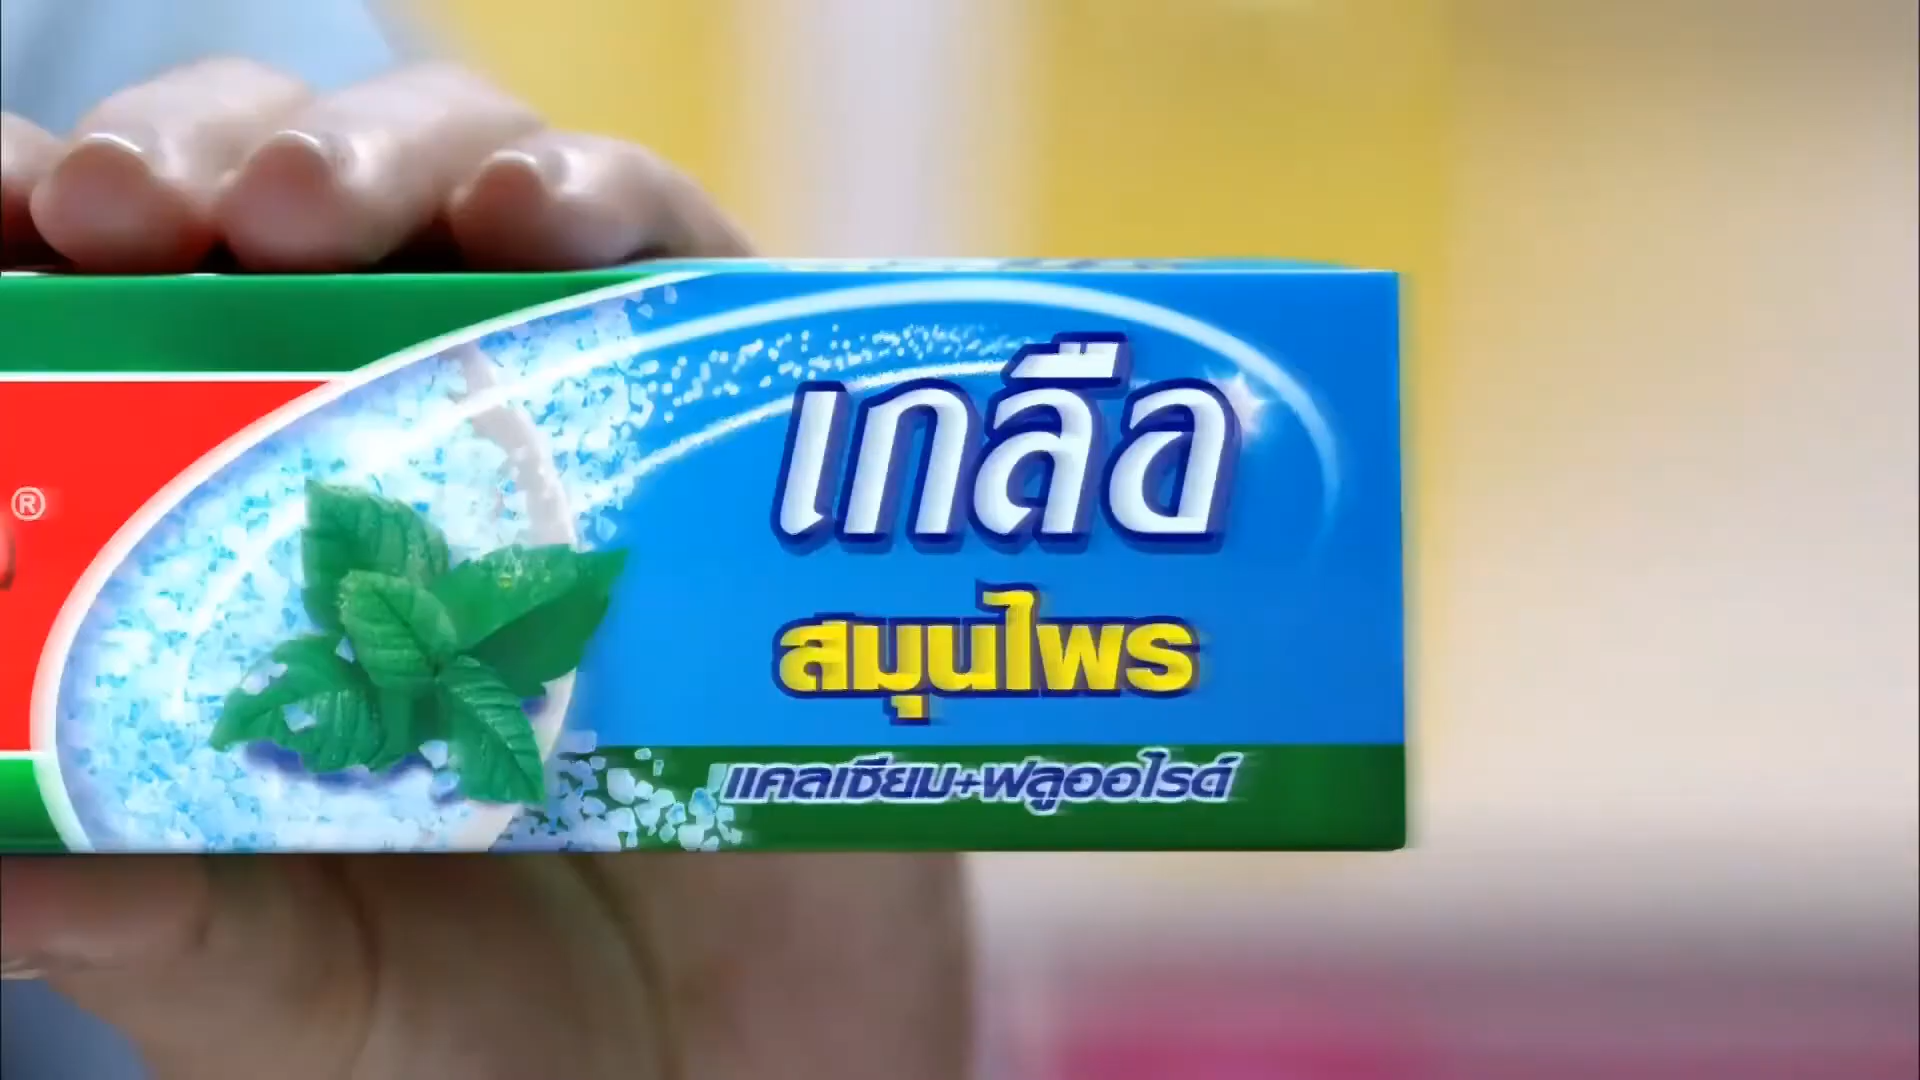 ®
เกลือ
สมุนไพร
แคลเซียม+ฟลูออไรด์